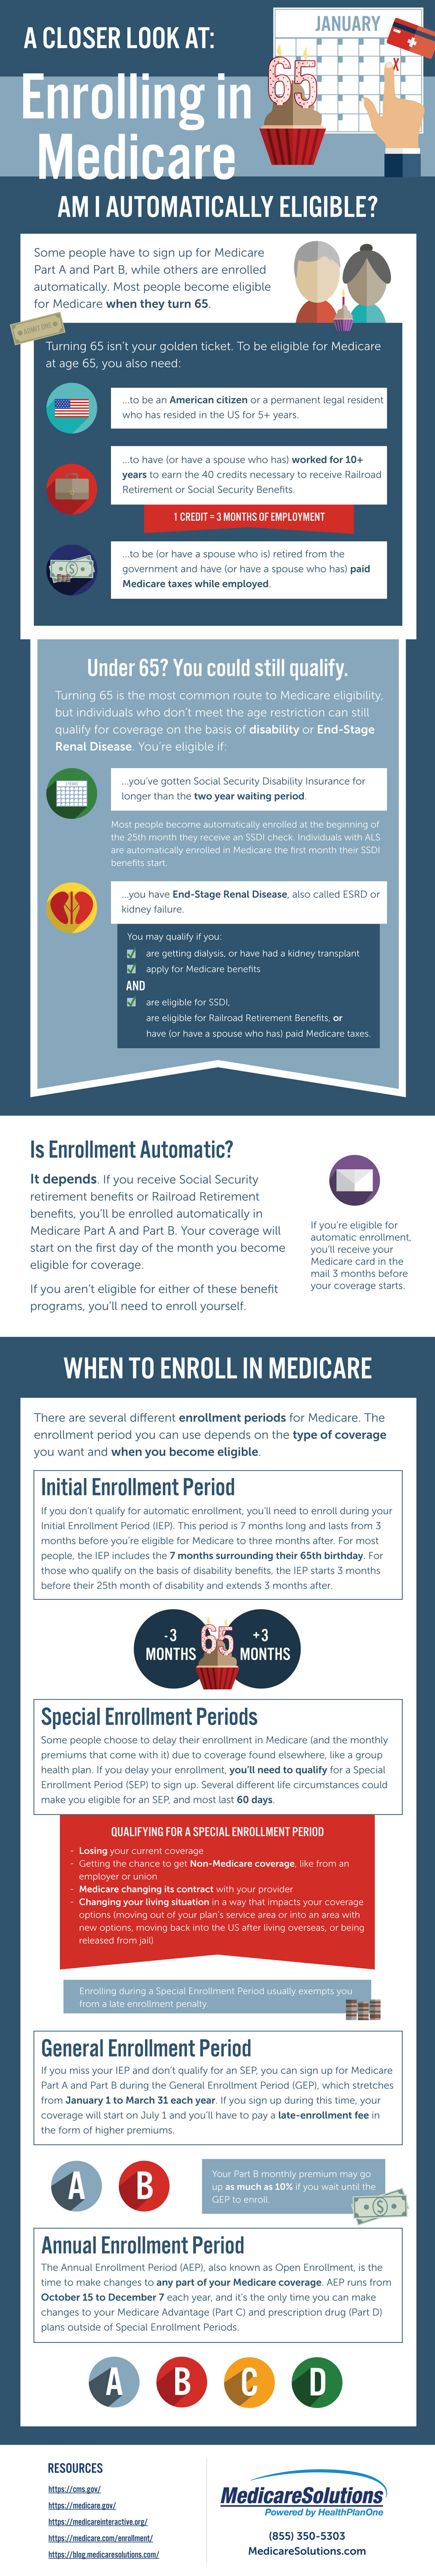 A CLOSER LOOK AT:
JANUARY
65
X
Enrolling in
Medicare
AM I AUTOMATICALLY ELIGIBLE?
Some people have to sign up for Medicare
Part A and Part B, while others are enrolled
automatically. Most people become eligible
for Medicare when they turn 65.
ADMIT ONE
Turning 65 isn't your golden ticket. To be eligible for Medicare
at age 65, you also need:
...to be an American citizen or a permanent legal resident
who has resided in the US for 5+ years.
...to have (or have a spouse who has) worked for 10+
years to earn the 40 credits necessary to receive Railroad
Retirement or Social Security Benefits.
1 CREDIT = 3 MONTHS OF EMPLOYMENT
...to be (or have a spouse who is) retired from the
government and have (or have a spouse who has) paid
Medicare taxes while employed.
Under 65? You could still qualify.
Turning 65 is the most common route to Medicare eligibility,
but individuals who don't meet the age restriction can still
qualify for coverage on the basis of disability or End-Stage
Renal Disease. You're eligible if:
...you've gotten Social Security Disability Insurance for
longer than the two year waiting period.
Most people become automatically enrolled at the beginning of
the 25th month they receive an SSDI check. Individuals with ALS
are automatically enrolled in Medicare the first month their SSDI
benefits start.
...you have End-Stage Renal Disease, also called ESRD or
kidney failure.
You may qualify if you:
are getting dialysis, or have had a kidney transplant
apply for Medicare benefits
AND
are eligible for SSDI,
are eligible for Railroad Retirement Benefits, or
have (or have a spouse who has) paid Medicare taxes.
Is Enrollment Automatic?
It depends. If you receive Social Security
retirement benefits or Railroad Retirement
benefits, you'll be enrolled automatically in
Medicare Part A and Part B. Your coverage will
start on the first day of the month you become
eligible for coverage.
If you aren't eligible for either of these benefit
programs, you'll need to enroll yourself.
If you're eligible for
automatic enrollment,
you'll receive your
Medicare card in the
mail 3 months before
your coverage starts.
WHEN TO ENROLL IN MEDICARE
There are several different enrollment periods for Medicare. The
enrollment period you can use depends on the type of coverage
you want and when you become eligible.
Initial Enrollment Period
If you don't qualify for automatic enrollment, you'll need to enroll during your
Initial Enrollment Period (IEP). This period is 7 months long and lasts from 3
months before you're eligible for Medicare to three months after. For most
people, the IEP includes the 7 months surrounding their 65th birthday. For
those who qualify on the basis of disability benefits, the IEP starts 3 months
before their 25th month of disability and extends 3 months after.
-3
MONTHS
65
+3
MONTHS
Special Enrollment Periods
Some people choose to delay their enrollment in Medicare (and the monthly
premiums that come with it) due to coverage found elsewhere, like a group
health plan. If you delay your enrollment, you'll need to qualify for a Special
Enrollment Period (SEP) to sign up. Several different life circumstances could
make you eligible for an SEP, and most last 60 days.
QUALIFYING FOR A SPECIAL ENROLLMENT PERIOD
- Losing your current coverage
- Getting the chance to get Non-Medicare coverage, like from an
employer or union
- Medicare changing its contract with your provider
- Changing your living situation in a way that impacts your coverage
options (moving out of your plan's service area or into an area with
new options, moving back into the US after living overseas, or being
released from jail)
Enrolling during a Special Enrollment Period usually exempts you
from a late enrollment penalty.
General Enrollment Period
If you miss your IEP and don't qualify for an SEP, you can sign up for Medicare
Part A and Part B during the General Enrollment Period (GEP), which stretches
from January 1 to March 31 each year. If you sign up during this time, your
coverage will start on July 1 and you'll have to pay a late-enrollment fee in
the form of higher premiums.
A B
Your Part B monthly premium may go
up as much as 10% if you wait until the
GEP to enroll.
Annual Enrollment Period
The Annual Enrollment Period (AEP), also known as Open Enrollment, is the
time to make changes to any part of your Medicare coverage. AEP runs from
October 15 to December 7 each year, and it's the only time you can make
changes to your Medicare Advantage (Part C) and prescription drug (Part D)
plans outside of Special Enrollment Periods.
A B C D
RESOURCES
https://cms.gov/
https://medicare.gov/
https://medicareinteractive.org/
https://medicare.com/enrollment/
https://blog.medicaresolutions.com/
MedicareSolutions
Powered by HealthPlanOne
(855) 350-5303
MedicareSolutions.com